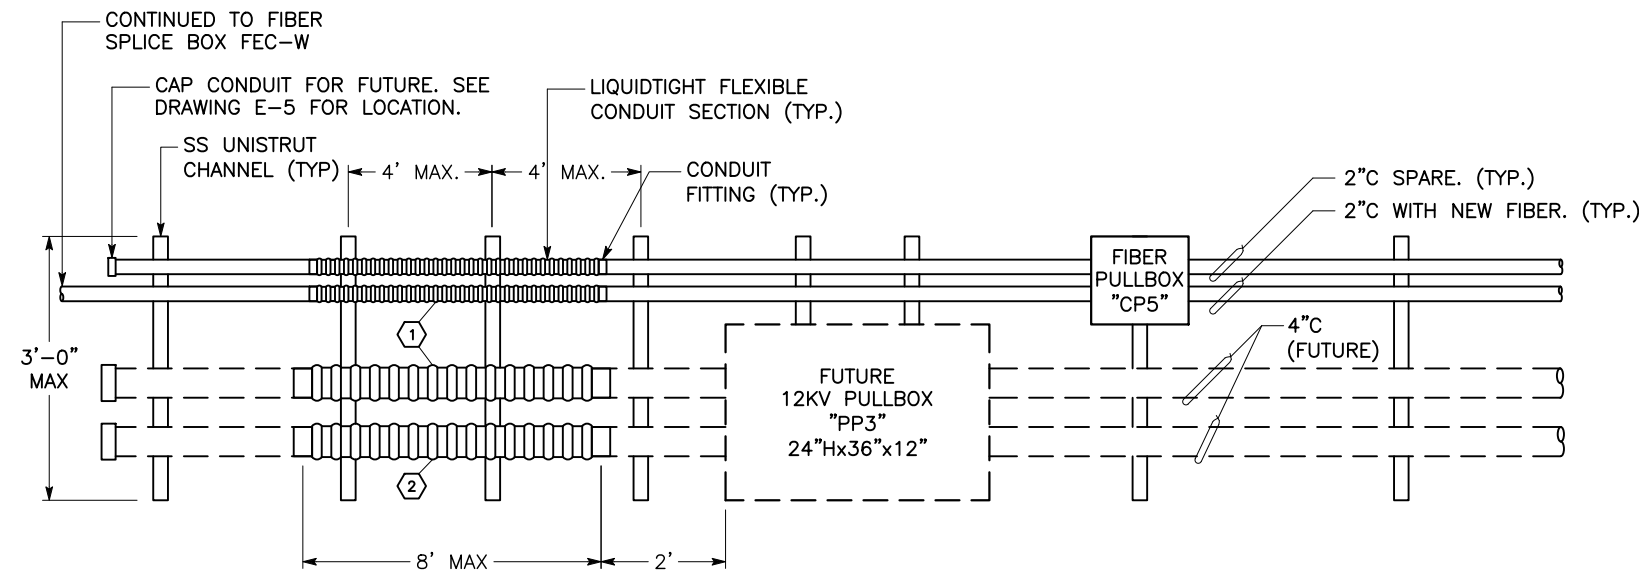 CONTINUED TO FIBER
SPLICE BOX FEC-W
CAP CONDUIT FOR FUTURE. SEE
DRAWING E-5 FOR LOCATION.
LIQUIDTIGHT FLEXIBLE
CONDUIT SECTION (TYP.)
SS UNISTRUT
CHANNEL (TYP)
4' MAX.
4' MAX.
CONDUIT
FITTING (TYP.)
2"C SPARE. (TYP.)
2"C WITH NEW FIBER. (TYP.)
FIBER
PULLBOX
"CP5"
1
4"C
(FUTURE)
3'-0"
MAX
FUTURE
12KV PULLBOX
"PP3"
24"Hx36"x12"
2
8' MAX
2'